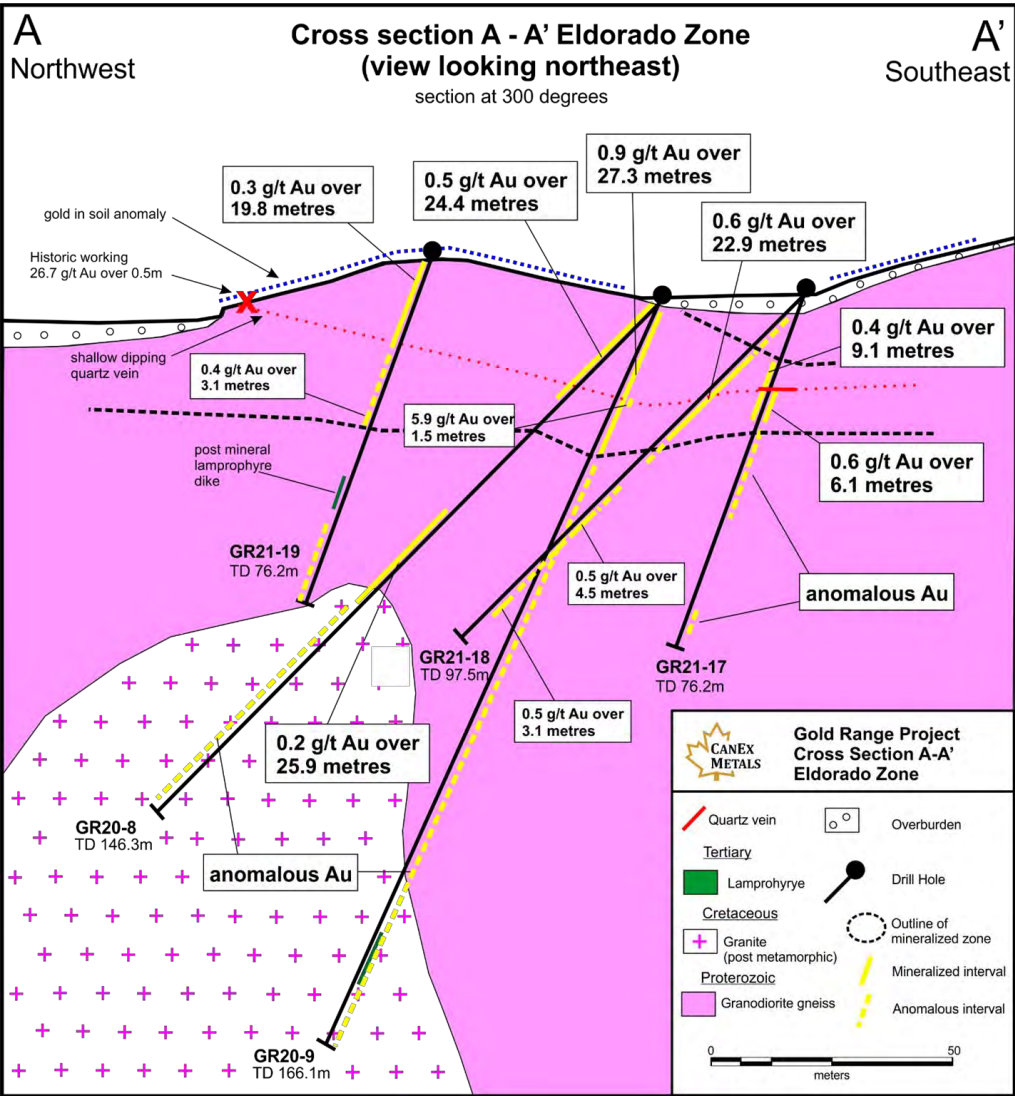 A
Northwest
Cross section A - A' Eldorado Zone
(view looking northeast)
section at 300 degrees
A'
Southeast
0.9 g/t Au over
27.3 metres
0.3 g/t Au over
19.8 metres
0.5 g/t Au over
24.4 metres
0.6 g/t Au over
22.9 metres
gold in soil anomaly
Historic working
26.7 g/t Au over 0.5m
X
shallow dipping
quartz vein
0.4 g/t Au over
9.1 metres
0.4 g/t Au over
3.1 metres
5.9 g/t Au over
1.5 metres
post mineral
lamprophyre
dike
0.6 g/t Au over
6.1 metres
GR21-19
TD 76.2m
0.5 g/t Au over
4.5 metres
anomalous Au
GR21-18
TD 97.5m
GR21-17
TD 76.2m
0.5 g/t Au over
3.1 metres
0.2 g/t Au over
25.9 metres
GR20-8
TD 146.3m
anomalous Au
GR20-9
TD 166.1m
CANEX
METALS
Gold Range Project
Cross Section A-A'
Eldorado Zone
Quartz vein
Overburden
Tertiary
Lamprohyrye
Drill Hole
Cretaceous
Granite
(post metamorphic)
Outline of
mineralized zone
Proterozoic
Granodiorite gneiss
Mineralized interval
Anomalous interval
0
50
meters